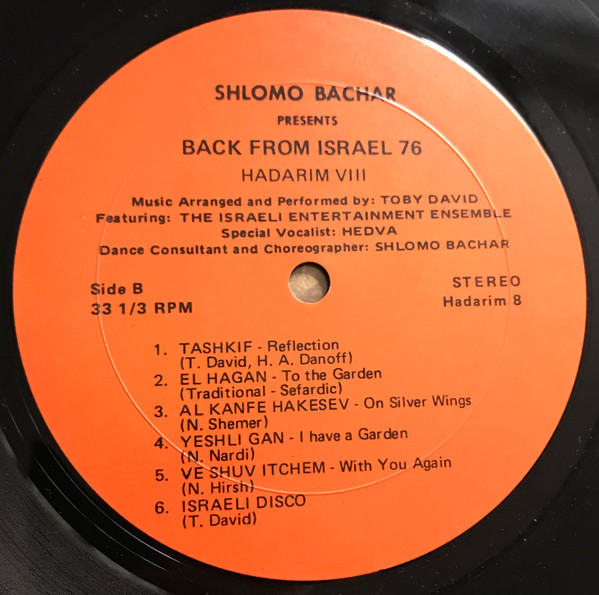 SHLOMO BACHAR
PRESENTS
BACK FROM ISRAEL 76
HADARIM VIII
Music Arranged and Performed by: TOBY DAVID
Featuring: THE ISRAELI ENTERTAINMENT ENSEMBLE
Special Vocalist: HEDVA
Dance Consultant and Choreographer: SHLOMO BACHAR
Side B
33 1/3 RPM
STEREO
Hadarim 8
1. TASHKIF - Reflection
(T. David, H. A. Danoff)
2. EL HAGAN - To the Garden
(Traditional - Sefardic)
3. AL KANFE HAKESEV - On Silver Wings
(N. Shemer)
4. YESHLI GAN - I have a Garden
(N. Nardi)
5. VE SHUV ITCHEM - With You Again
(N. Hirsh)
6. ISRAELI DISCO
(T. David)